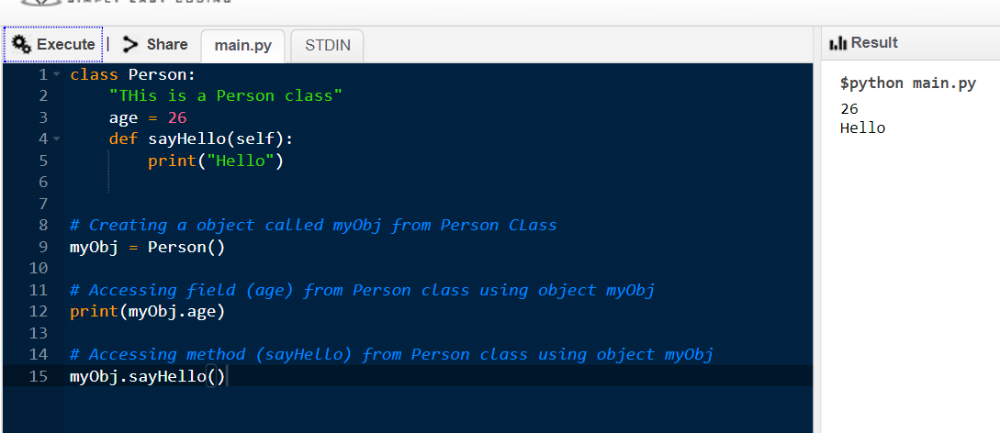 Execute | Share main.py STDIN
Result
1 class Person:
2 "THis is a Person class"
3 age = 26
4 def sayHello(self):
5 print("Hello")
6
7
8 # Creating a object called myObj from Person CLass
9 myObj = Person()
10
11 # Accessing field (age) from Person class using object myObj
12 print(myObj.age)
13
14 # Accessing method (sayHello) from Person class using object myObj
15 myObj.sayHello()
$python main.py
26
Hello